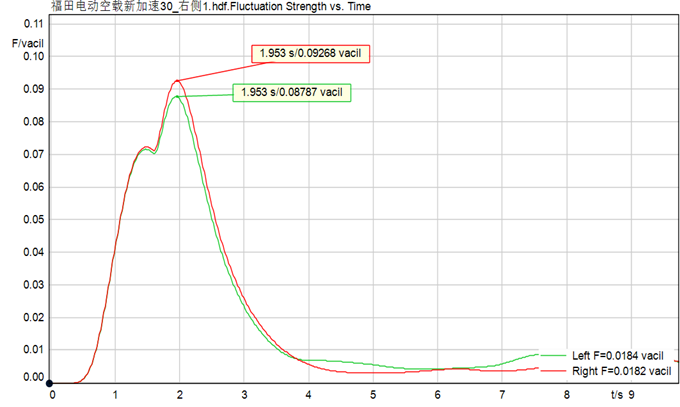 福田电动空载新加速30_右侧1.hdf.Fluctuation Strength vs. Time
0.11
F/vacil
0.10
0.09
0.08
0.07
0.06
0.05
0.04
0.03
0.02
0.01
0.00
1.953 s/0.09268 vacil
1.953 s/0.08787 vacil
Left F=0.0184 vacil
Right F=0.0182 vacil
0 1 2 3 4 5 6 7 8 t/s 9